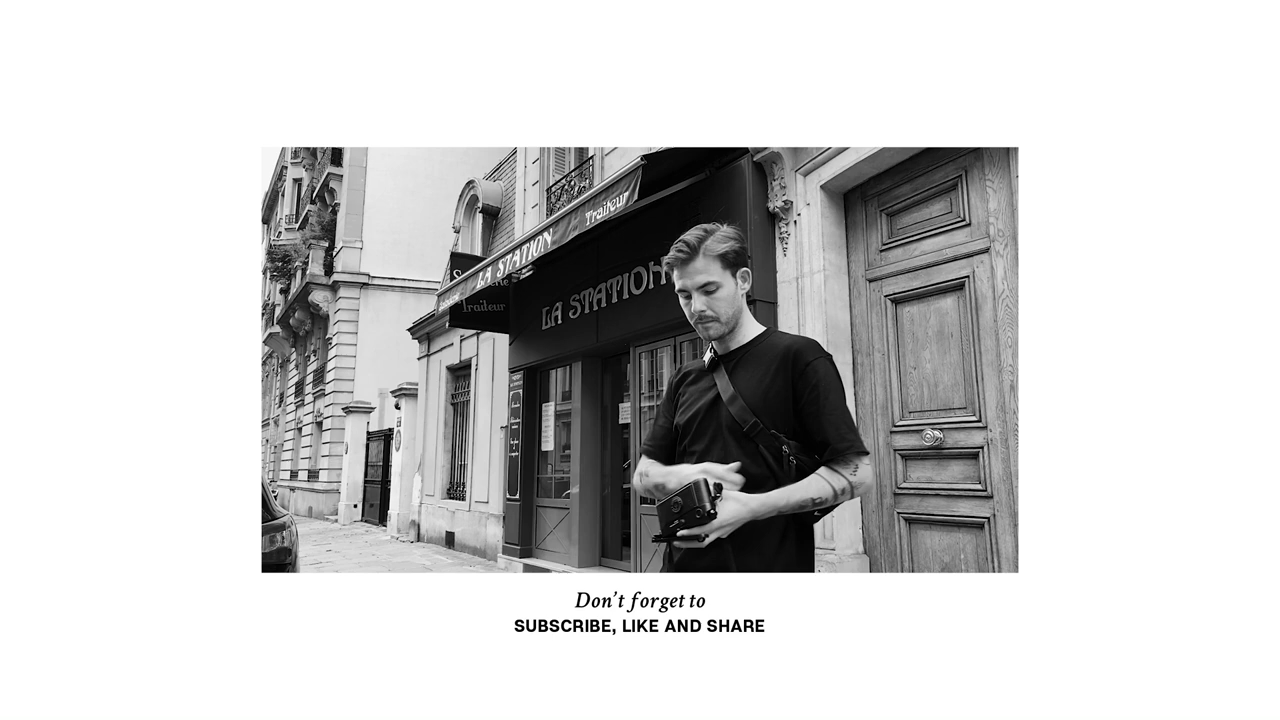 Traiteur
LA STATION
LA STATION
Traiteur
Don't forget to
SUBSCRIBE, LIKE AND SHARE